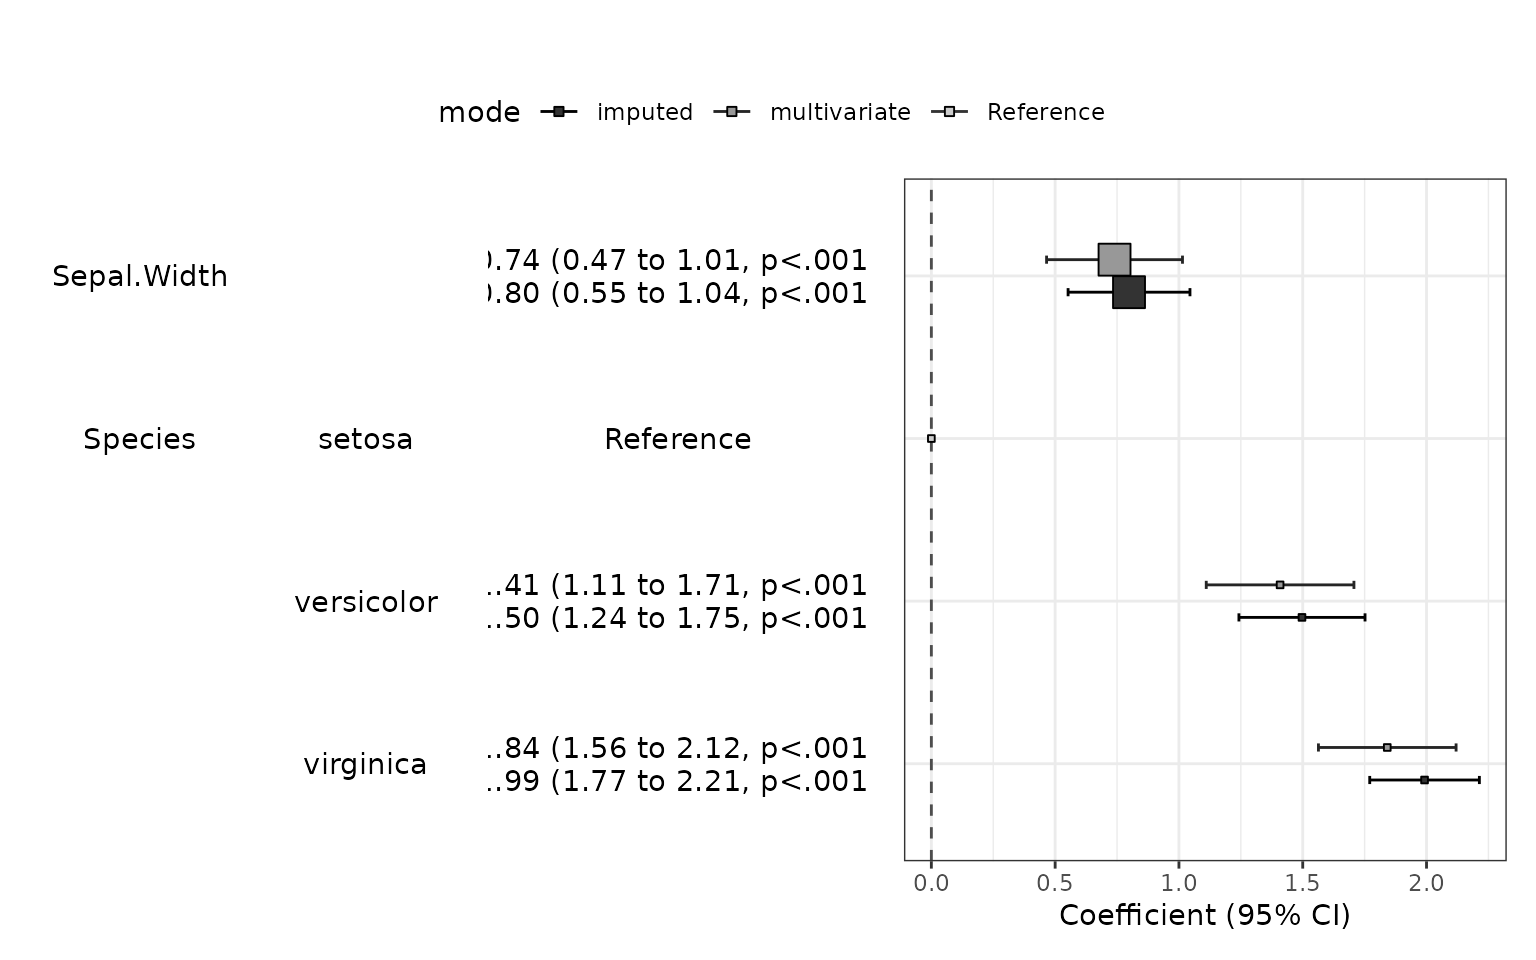 mode imputed multivariate Reference
Sepal.Width
.74 (0.47 to 1.01, p<.001
.80 (0.55 to 1.04, p<.001
Species setosa Reference
versicolor
.41 (1.11 to 1.71, p<.001
.50 (1.24 to 1.75, p<.001
virginica
.84 (1.56 to 2.12, p<.001
.99 (1.77 to 2.21, p<.001
0.0 0.5 1.0 1.5 2.0
Coefficient (95% CI)